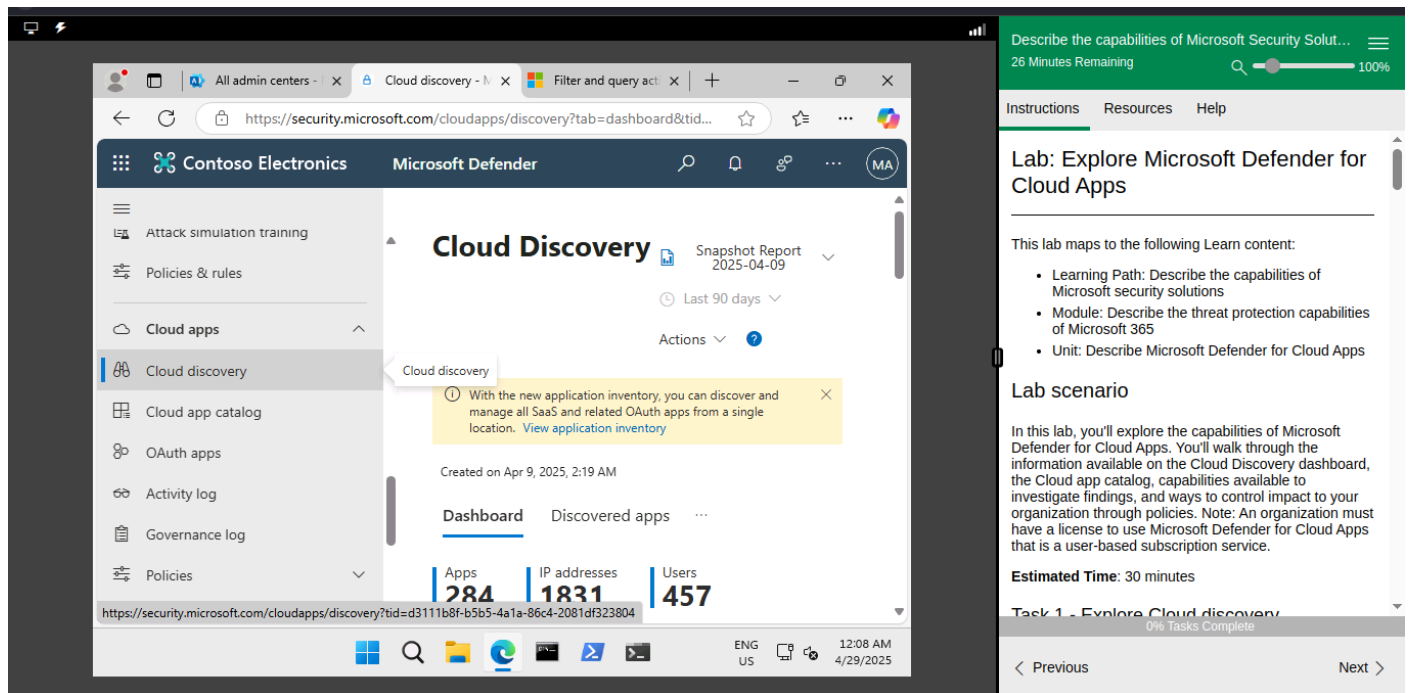 All admin centers -
Cloud discovery - M
Filter and query act
https://security.microsoft.com/cloudapps/discovery?tab=dashboard&tid...
Contoso Electronics
Microsoft Defender
MA
Attack simulation training
Policies & rules
Cloud apps
Cloud discovery
Cloud app catalog
OAuth apps
Activity log
Governance log
Policies
Cloud discovery
https://security.microsoft.com/cloudapps/discovery?tid=d3111b8f-b5b5-4a1a-86c4-2081df323804
Cloud Discovery
Snapshot Report
2025-04-09
Last 90 days
Actions
With the new application inventory, you can discover and
manage all SaaS and related OAuth apps from a single
location. View application inventory
Created on Apr 9, 2025, 2:19 AM
Dashboard Discovered apps ...
Apps IP addresses Users
284 1831 457
ENG
US
12:08 AM
4/29/2025
Describe the capabilities of Microsoft Security Solut...
26 Minutes Remaining
100%
Instructions Resources Help
Lab: Explore Microsoft Defender for
Cloud Apps
This lab maps to the following Learn content:
• Learning Path: Describe the capabilities of
Microsoft security solutions
• Module: Describe the threat protection capabilities
of Microsoft 365
• Unit: Describe Microsoft Defender for Cloud Apps
Lab scenario
In this lab, you'll explore the capabilities of Microsoft
Defender for Cloud Apps. You'll walk through the
information available on the Cloud Discovery dashboard,
the Cloud app catalog, capabilities available to
investigate findings, and ways to control impact to your
organization through policies. Note: An organization must
have a license to use Microsoft Defender for Cloud Apps
that is a user-based subscription service.
Estimated Time: 30 minutes
Task 1 - Explore Cloud discovery
0% Tasks Complete
Previous
Next